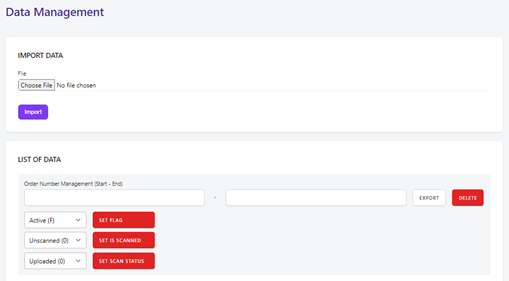 Data Management
IMPORT DATA
File
Choose File No file chosen
Import
LIST OF DATA
Order Number Management (Start - End)
- EXPORT DELETE
Active (F) SET FLAG
Unscanned (0) SET IS SCANNED
Uploaded (0) SET SCAN STATUS